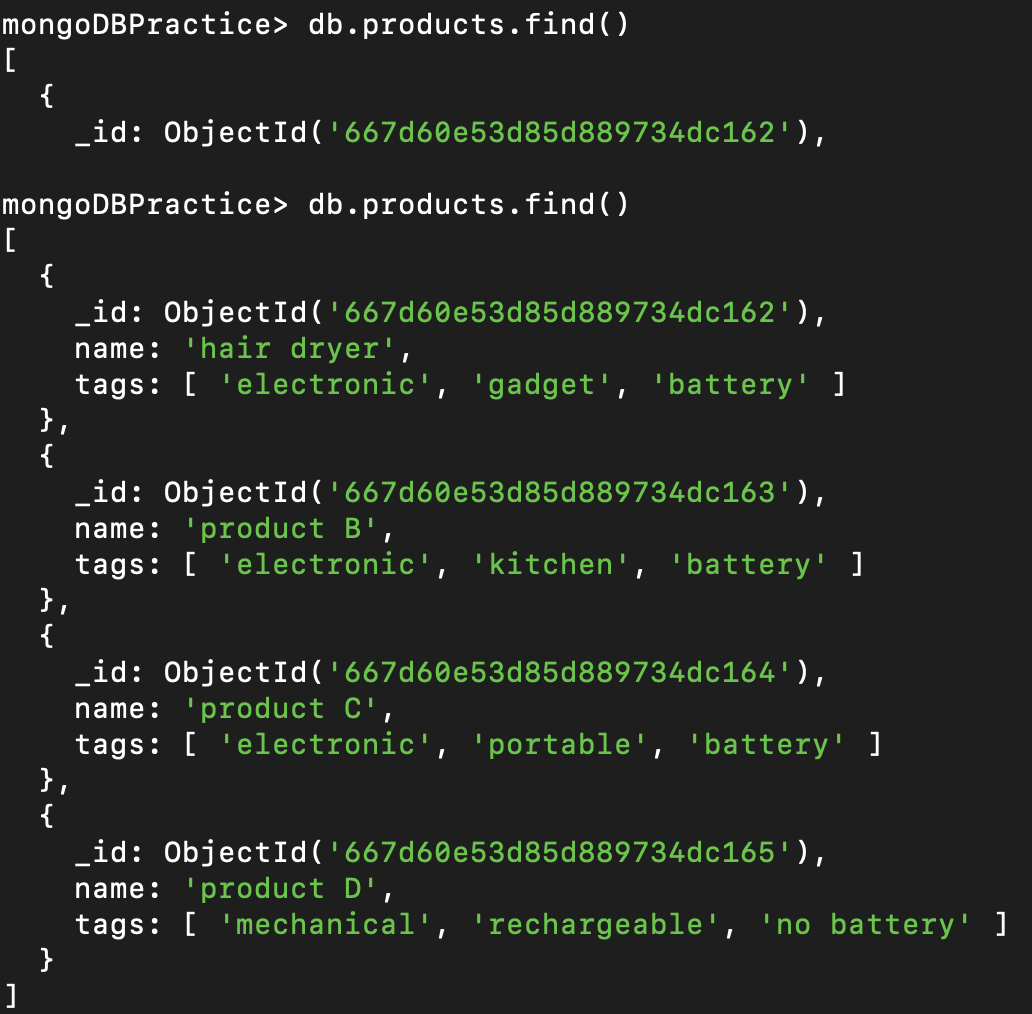 mongoDBPractice> db.products.find()
[
  {
    _id: ObjectId('667d60e53d85d889734dc162'),
mongoDBPractice> db.products.find()
[
  {
    _id: ObjectId('667d60e53d85d889734dc162'),
    name: 'hair dryer',
    tags: [ 'electronic', 'gadget', 'battery' ]
  },
  {
    _id: ObjectId('667d60e53d85d889734dc163'),
    name: 'product B',
    tags: [ 'electronic', 'kitchen', 'battery' ]
  },
  {
    _id: ObjectId('667d60e53d85d889734dc164'),
    name: 'product C',
    tags: [ 'electronic', 'portable', 'battery' ]
  },
  {
    _id: ObjectId('667d60e53d85d889734dc165'),
    name: 'product D',
    tags: [ 'mechanical', 'rechargeable', 'no battery' ]
  }
]